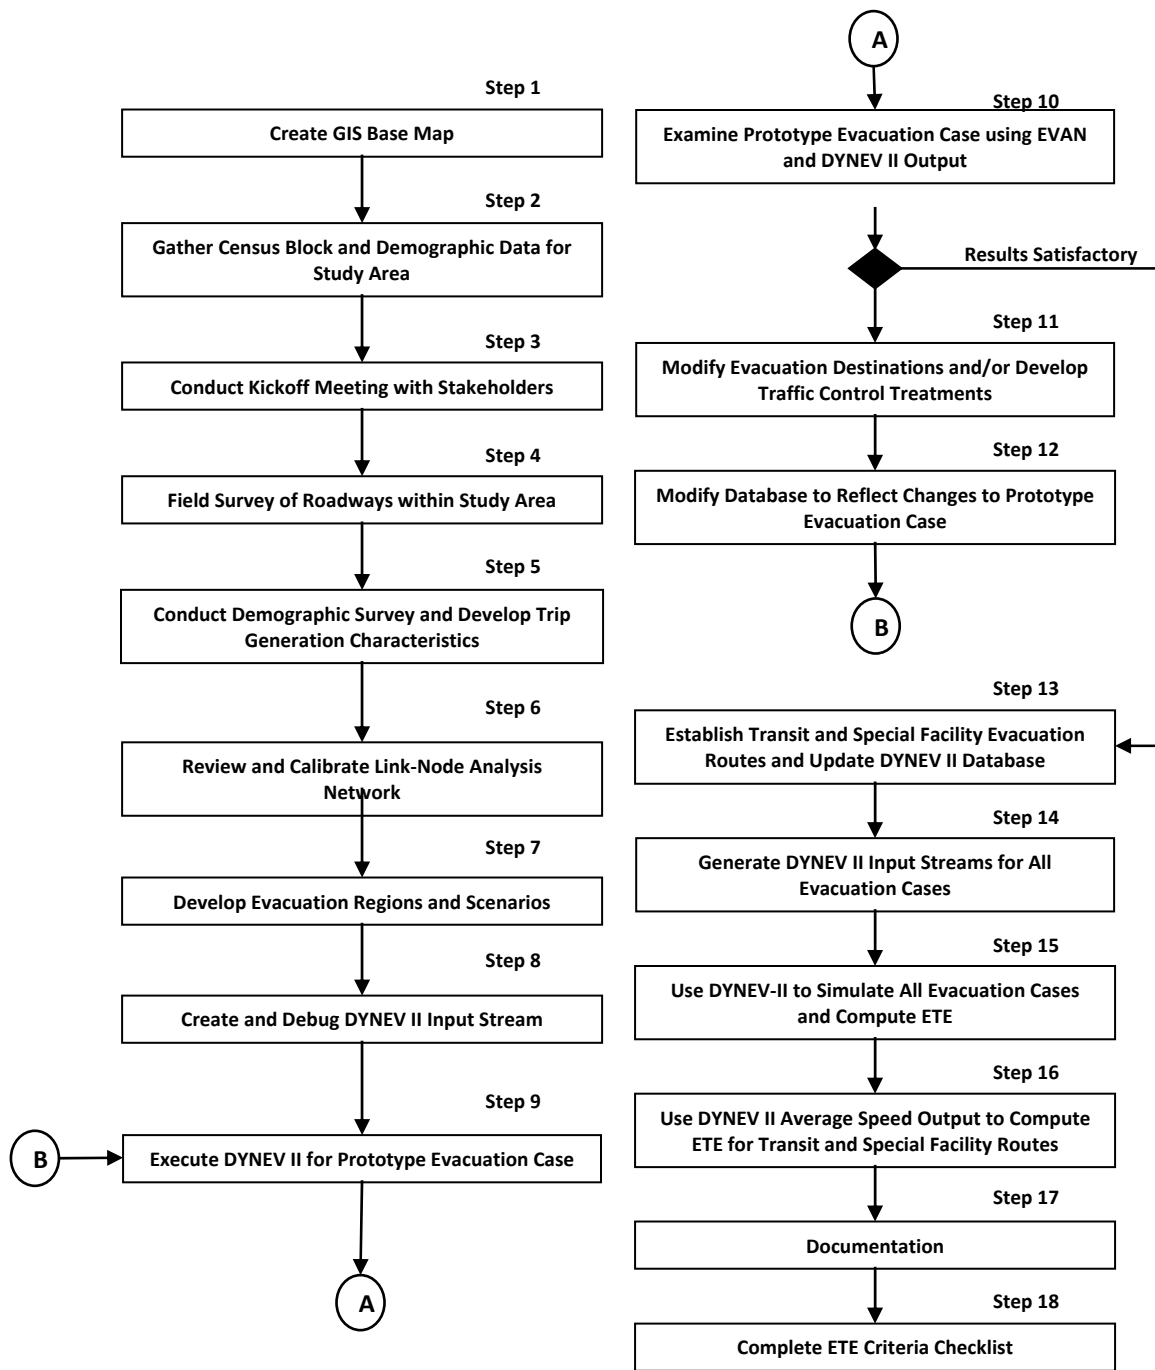 Step 1
Create GIS Base Map
Step 2
Gather Census Block and Demographic Data for
Study Area
Step 3
Conduct Kickoff Meeting with Stakeholders
Step 4
Field Survey of Roadways within Study Area
Step 5
Conduct Demographic Survey and Develop Trip
Generation Characteristics
Step 6
Review and Calibrate Link-Node Analysis
Network
Step 7
Develop Evacuation Regions and Scenarios
Step 8
Create and Debug DYNEV II Input Stream
Step 9
B
Execute DYNEV II for Prototype Evacuation Case
A
A
Step 10
Examine Prototype Evacuation Case using EVAN
and DYNEV II Output
Results Satisfactory
Step 11
Modify Evacuation Destinations and/or Develop
Traffic Control Treatments
Step 12
Modify Database to Reflect Changes to Prototype
Evacuation Case
B
Step 13
Establish Transit and Special Facility Evacuation
Routes and Update DYNEV II Database
Step 14
Generate DYNEV II Input Streams for All
Evacuation Cases
Step 15
Use DYNEV-II to Simulate All Evacuation Cases
and Compute ETE
Step 16
Use DYNEV II Average Speed Output to Compute
ETE for Transit and Special Facility Routes
Step 17
Documentation
Step 18
Complete ETE Criteria Checklist